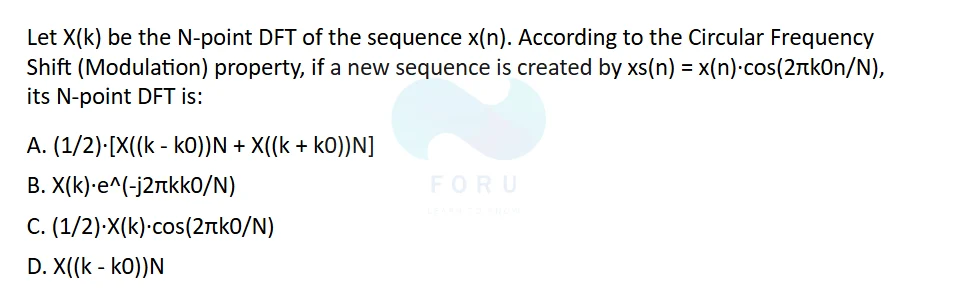 Let X(k) be the N-point DFT of the sequence x(n). According to the Circular Frequency
Shift (Modulation) property, if a new sequence is created by xs(n) = x(n)·cos(2πk0n/N),
its N-point DFT is:
A. (1/2)·[X((k - k0))N + X((k + k0))N]
B. X(k)·e^(-j2πkk0/N)
FORU
C. (1/2)·X(k)·cos(2πk0/N)
D. X((k - k0))N